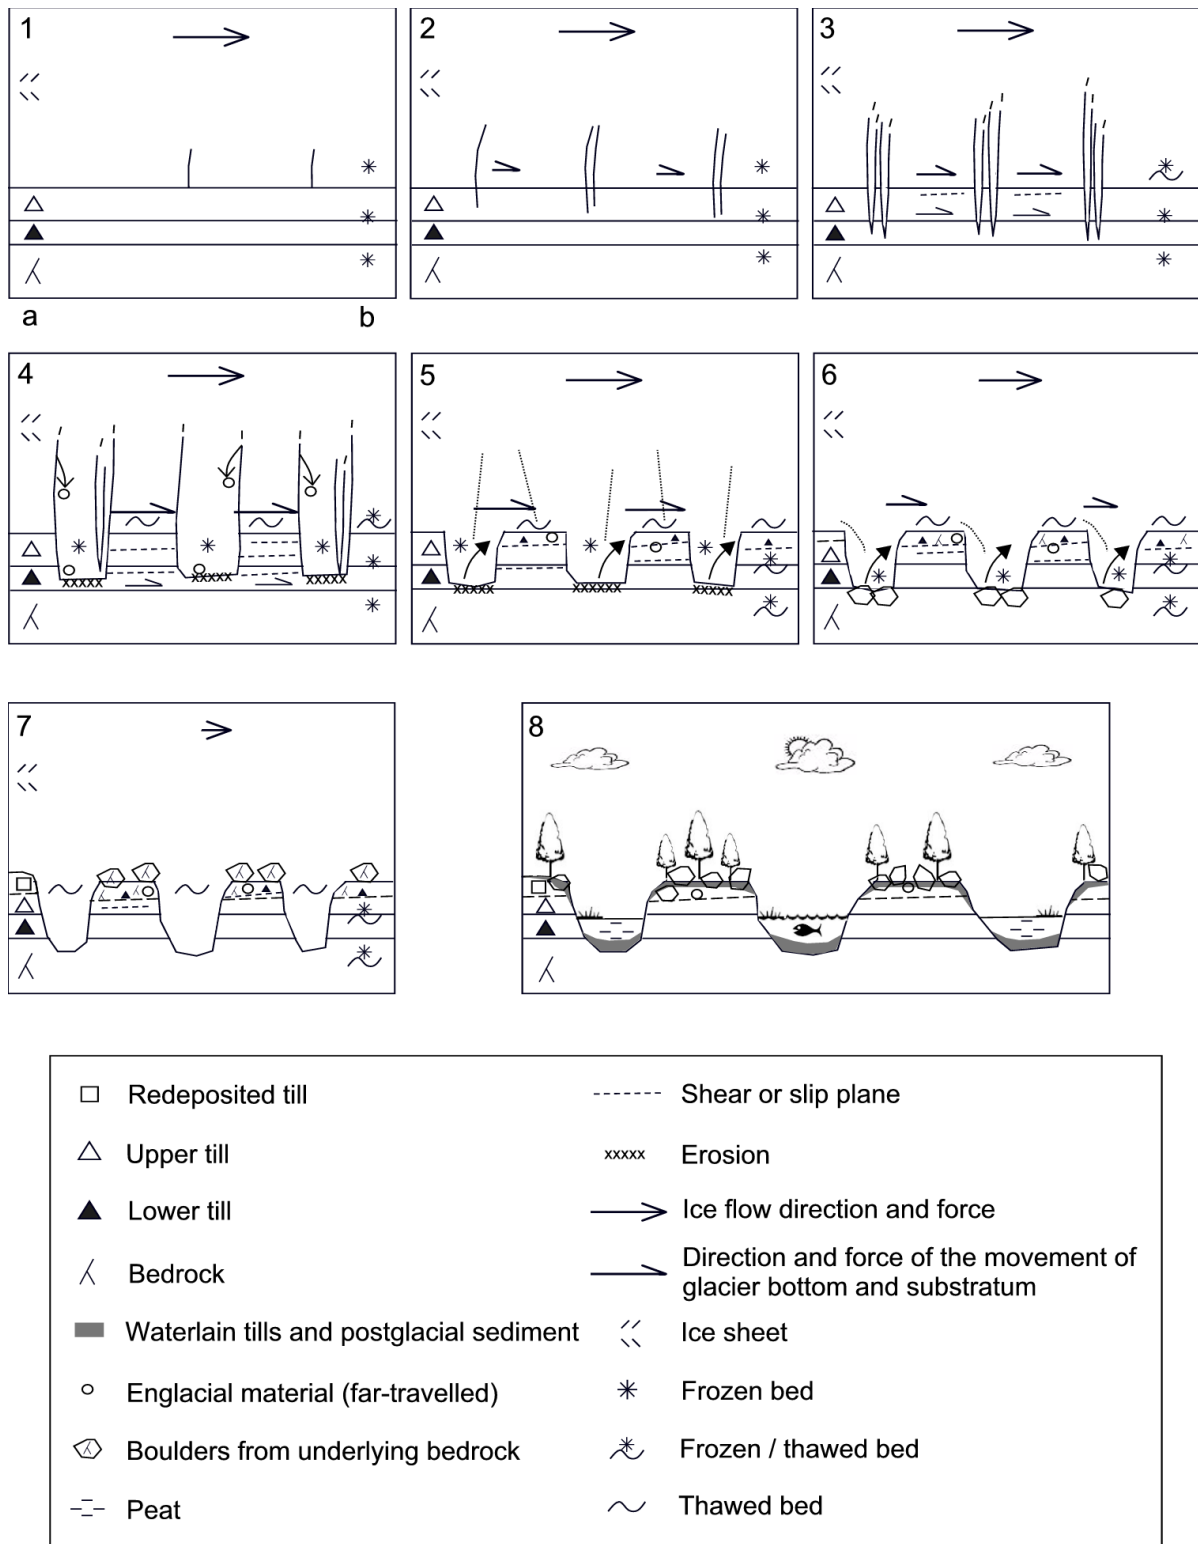 1
2
3
a
b
4
5
6
7
8
Redeposited till
Upper till
Lower till
Bedrock
Waterlain tills and postglacial sediment
Englacial material (far-travelled)
Boulders from underlying bedrock
Peat
Shear or slip plane
xxxxx Erosion
Ice flow direction and force
Direction and force of the movement of
glacier bottom and substratum
Ice sheet
Frozen bed
Frozen / thawed bed
Thawed bed